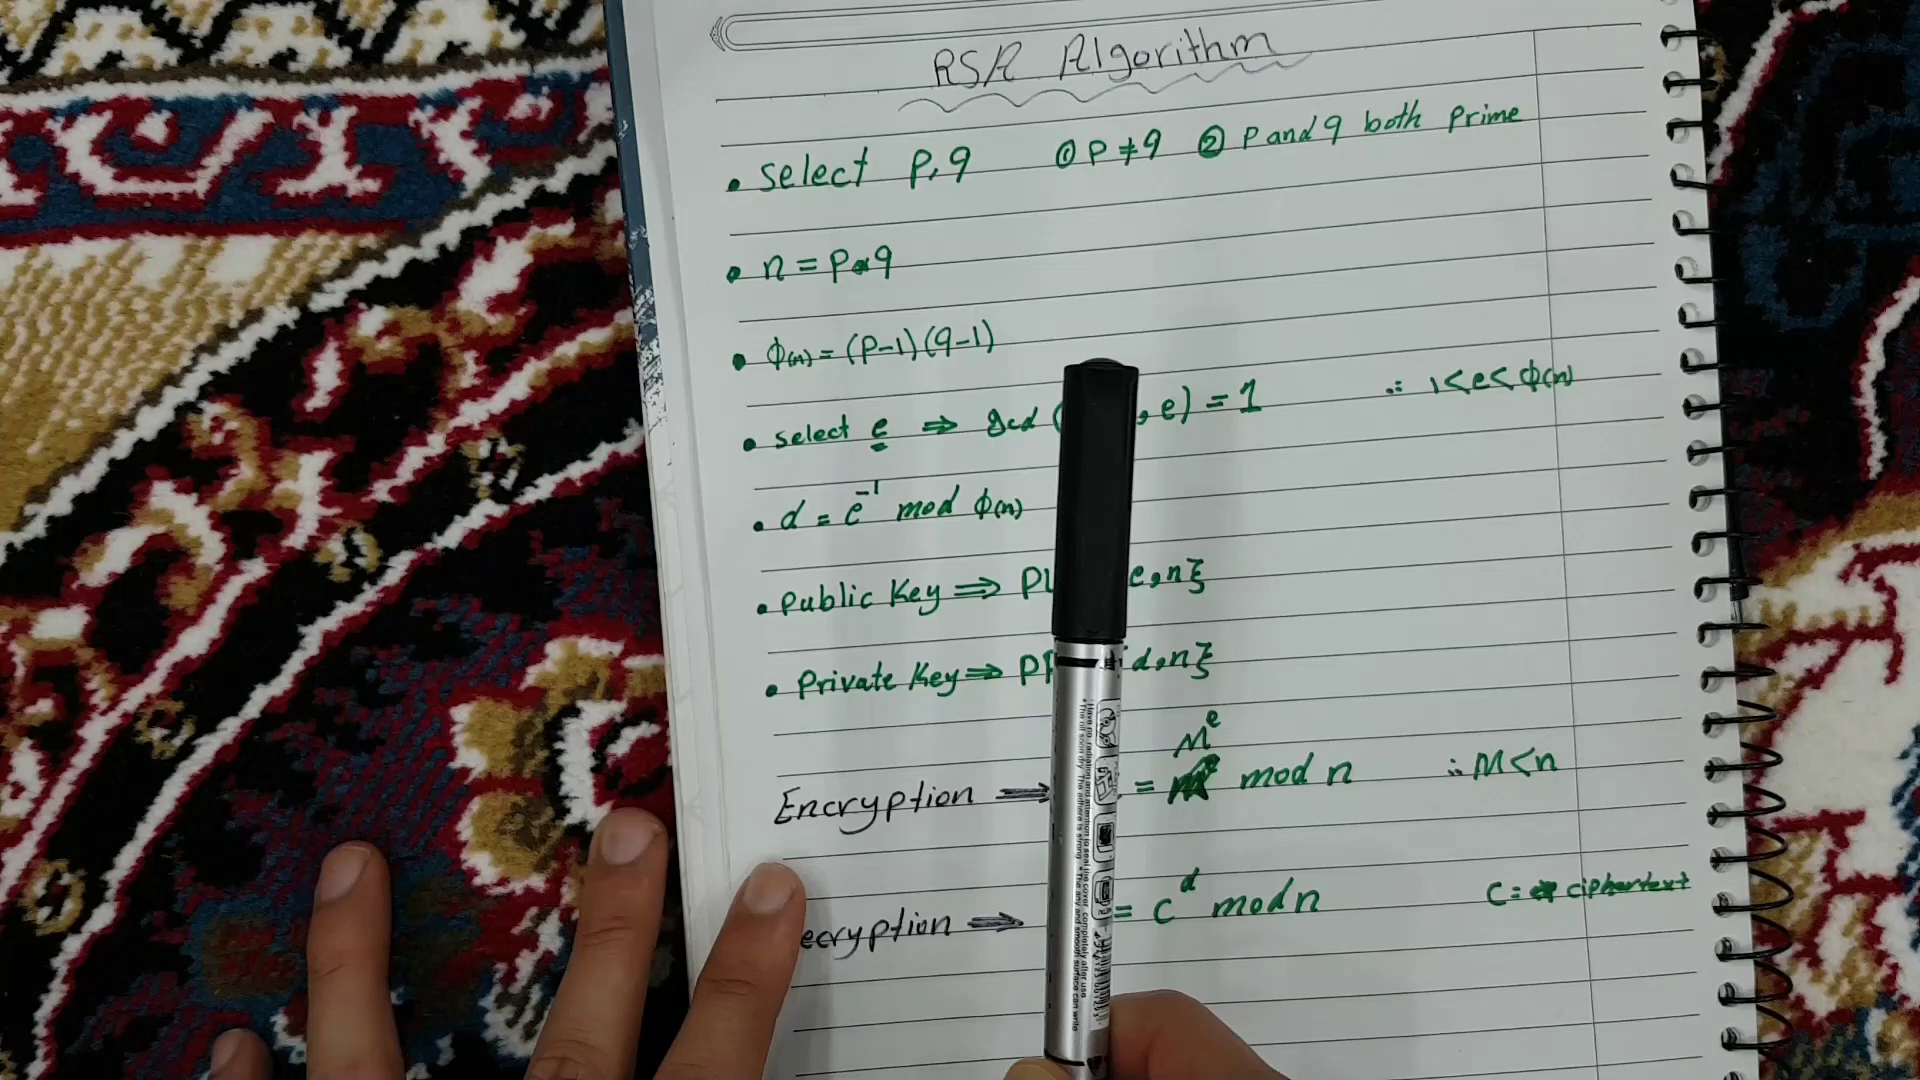 RSA Algorithm
• select P, q ① P ≠ q ② P and q both Prime
• n = P * q
• ϕ(n) = (P-1)(q-1)
• select e ⇒ gcd ( , e) = 1 ∴ 1<e<ϕ(n)
• d = e⁻¹ mod ϕ(n)
• Public Key ⇒ PU e,n}
• Private Key ⇒ PR d,n}
Encryption ⇒ = Mᵉ mod n ∴ M<n
ecryption ⇒ = cᵈ mod n C = ciphertext